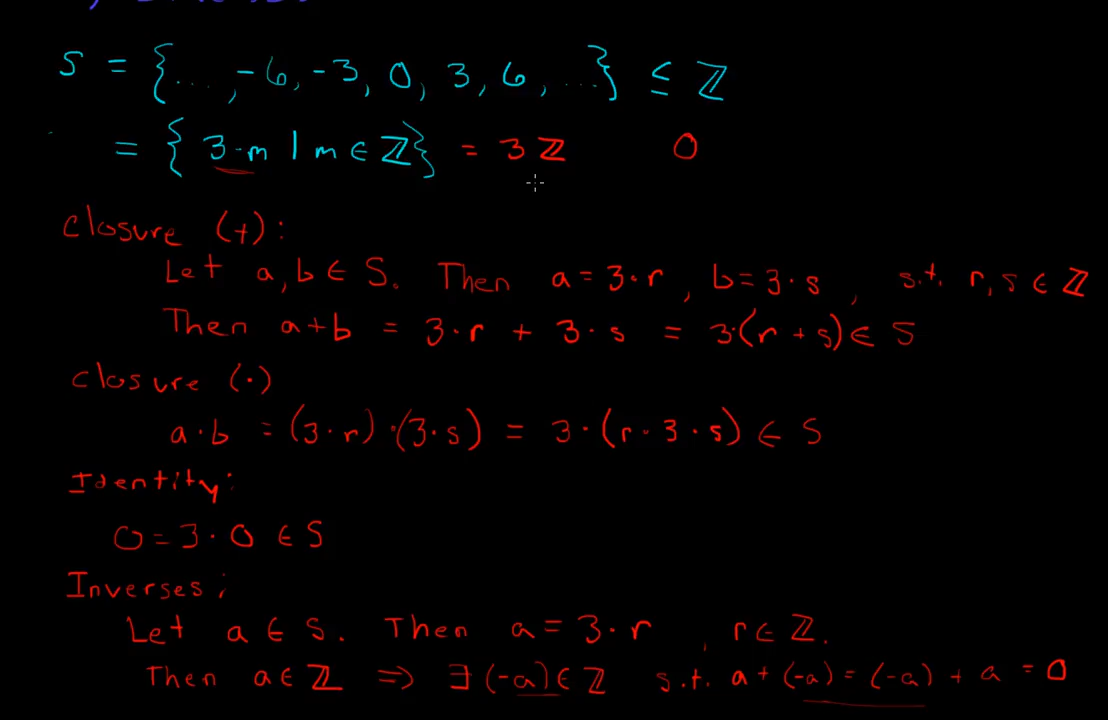 S = {..., -6, -3, 0, 3, 6, ...} ≤ ℤ
= {3·m | m ∈ ℤ} = 3ℤ 0
Closure (+):
Let a, b ∈ S. Then a = 3·r, b = 3·s, s.t. r, s ∈ ℤ
Then a+b = 3·r + 3·s = 3·(r + s) ∈ S
Closure (·)
a·b = (3·r)·(3·s) = 3·(r·3·s) ∈ S
Identity:
0 = 3·0 ∈ S
Inverses:
Let a ∈ S. Then a = 3·r, r ∈ ℤ.
Then a ∈ ℤ ⟹ ∃ (-a) ∈ ℤ s.t. a + (-a) = (-a) + a = 0